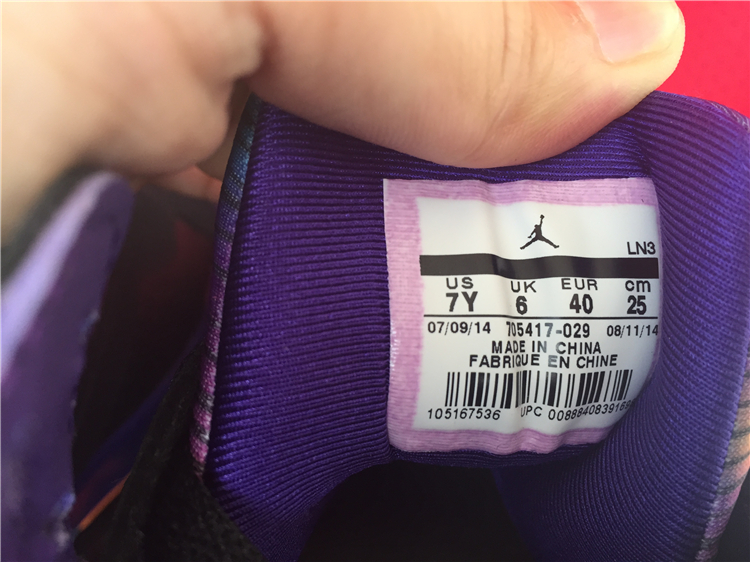 LN3
US UK EUR cm
7Y 6 40 25
07/09/14 705417-029 08/11/14
MADE IN CHINA
FABRIQUE EN CHINE
105167536 UPC